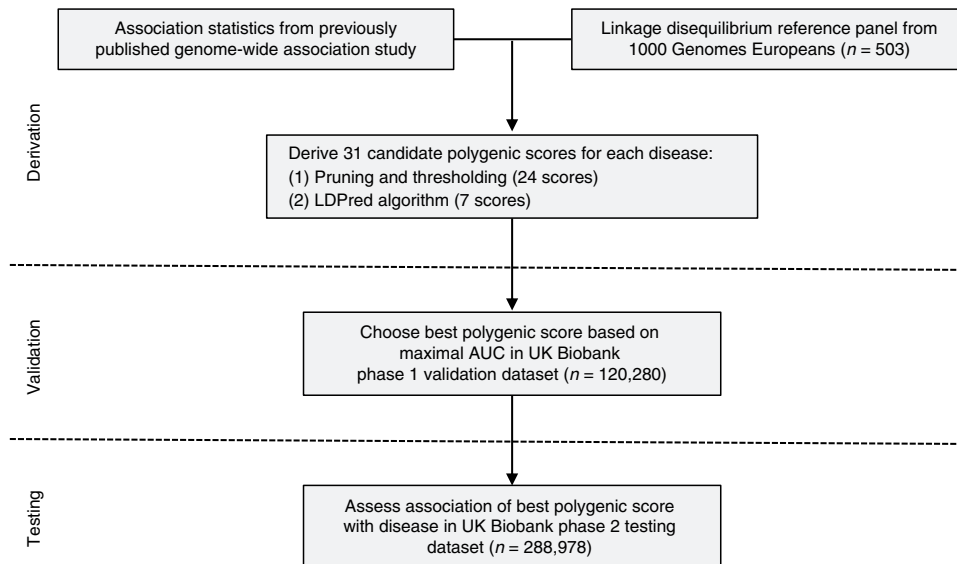 Association statistics from previously
published genome-wide association study
Linkage disequilibrium reference panel from
1000 Genomes Europeans (n = 503)
Derivation
Derive 31 candidate polygenic scores for each disease:
(1) Pruning and thresholding (24 scores)
(2) LDPred algorithm (7 scores)
Validation
Choose best polygenic score based on
maximal AUC in UK Biobank
phase 1 validation dataset (n = 120,280)
Testing
Assess association of best polygenic score
with disease in UK Biobank phase 2 testing
dataset (n = 288,978)